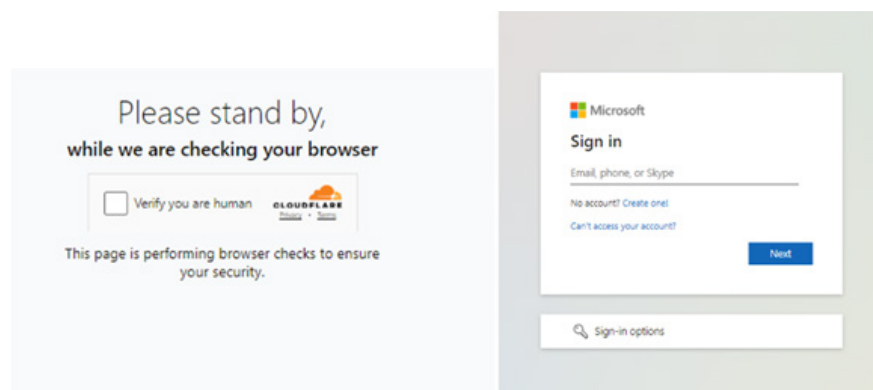 Please stand by,
while we are checking your browser
Verify you are human
CLOUDFLARE
Privacy • Terms
This page is performing browser checks to ensure
your security.
Microsoft
Sign in
Email, phone, or Skype
No account? Create one!
Can't access your account?
Next
Sign-in options